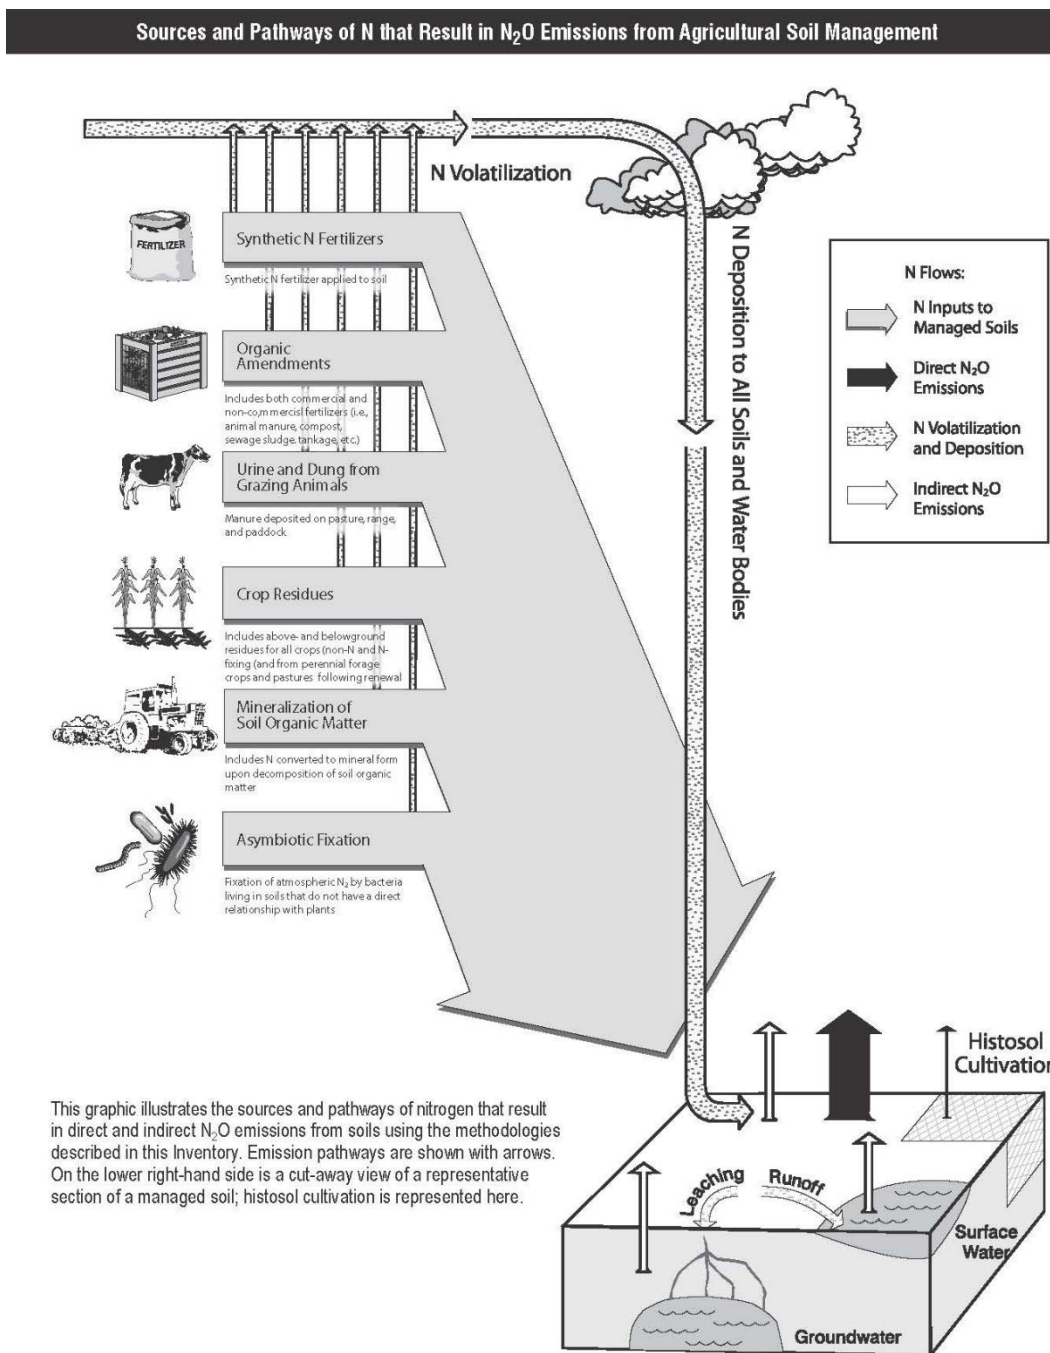 Sources and Pathways of N that Result in N₂O Emissions from Agricultural Soil Management
N Volatilization
FERTILIZER
Synthetic N Fertilizers
Synthetic N fertilizer applied to soil
Organic
Amendments
Includes both commercial and
non-co,mmercisl fertilizers (i.e.,
animal manure, compost,
sewage sludge. tankage, etc.)
Urine and Dung from
Grazing Animals
Manure deposited on pasture, range,
and paddock
Crop Residues
Includes above- and belowground
residues for all crops (non-N and N-
fixing (and from perennial forage
crops and pastures following renewal
Mineralization of
Soil Organic Matter
Includes N converted to mineral form
upon decomposition of soil organic
matter
Asymbiotic Fixation
Fixation of atmospheric N₂ by bacteria
living in soils that do not have a direct
relationship with plants
N Deposition to All Soils and Water Bodies
N Flows:
N Inputs to
Managed Soils
Direct N₂O
Emissions
N Volatilization
and Deposition
Indirect N₂O
Emissions
This graphic illustrates the sources and pathways of nitrogen that result
in direct and indirect N₂O emissions from soils using the methodologies
described in this Inventory. Emission pathways are shown with arrows.
On the lower right-hand side is a cut-away view of a representative
section of a managed soil; histosol cultivation is represented here.
Histosol
Cultivation
Leaching
Runoff
Surface
Water
Groundwater